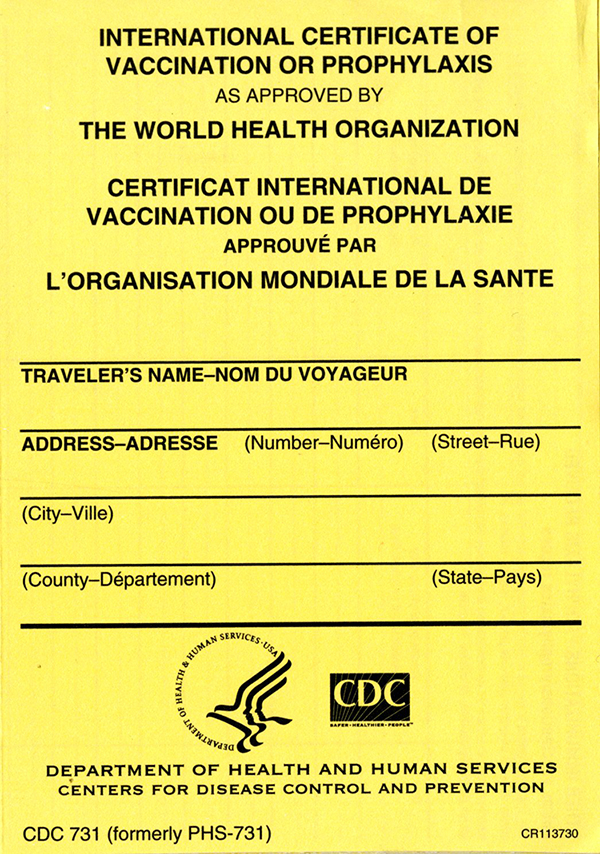 INTERNATIONAL CERTIFICATE OF
VACCINATION OR PROPHYLAXIS
AS APPROVED BY
THE WORLD HEALTH ORGANIZATION
CERTIFICAT INTERNATIONAL DE
VACCINATION OU DE PROPHYLAXIE
APPROUVÉ PAR
L'ORGANISATION MONDIALE DE LA SANTE
TRAVELER'S NAME–NOM DU VOYAGEUR
ADDRESS–ADRESSE (Number–Numéro) (Street–Rue)
(City–Ville)
(County–Département) (State–Pays)
DEPARTMENT OF HEALTH & HUMAN SERVICES·USA
CDC
SAFER·HEALTHIER·PEOPLE™
DEPARTMENT OF HEALTH AND HUMAN SERVICES
CENTERS FOR DISEASE CONTROL AND PREVENTION
CDC 731 (formerly PHS-731) CR113730